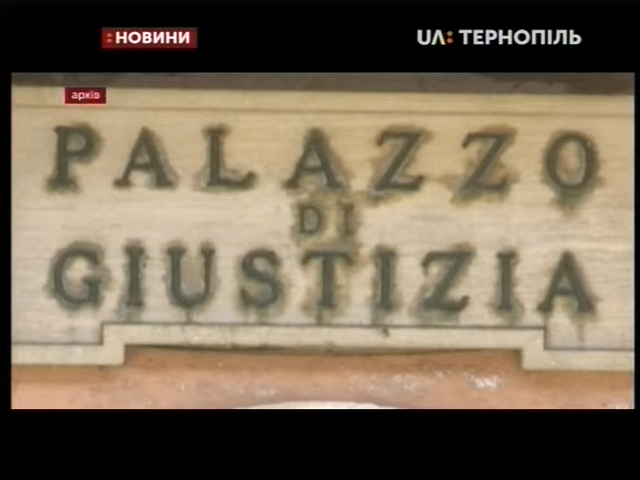 :НОВИНИ
UA: ТЕРНОПІЛЬ
архів
PALAZZO
DI
GIUSTIZIA